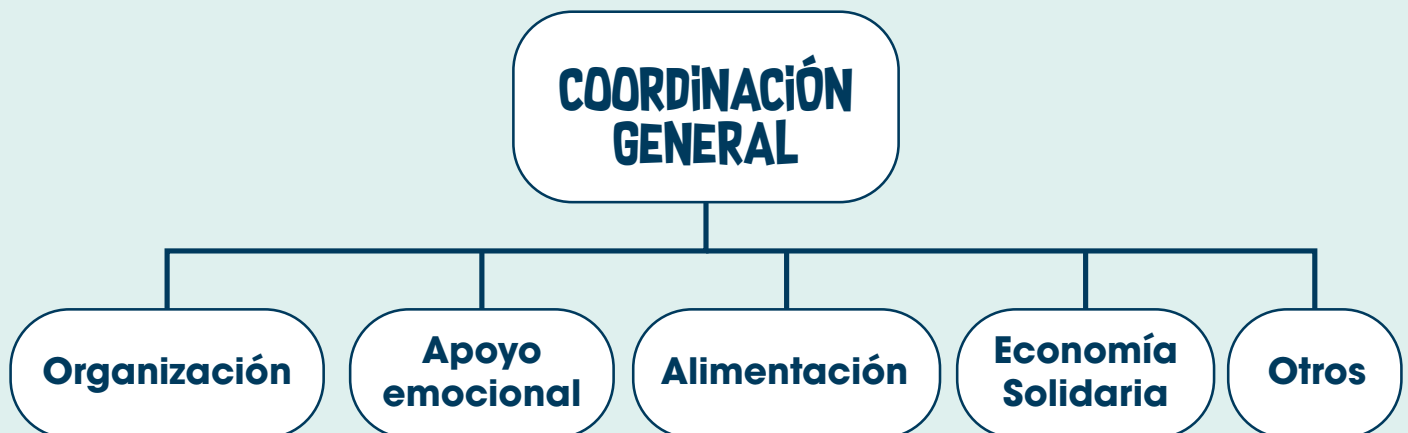 COORDiNACiÓN
GENERAL
Organización
Apoyo
emocional
Alimentación
Economía
Solidaria
Otros